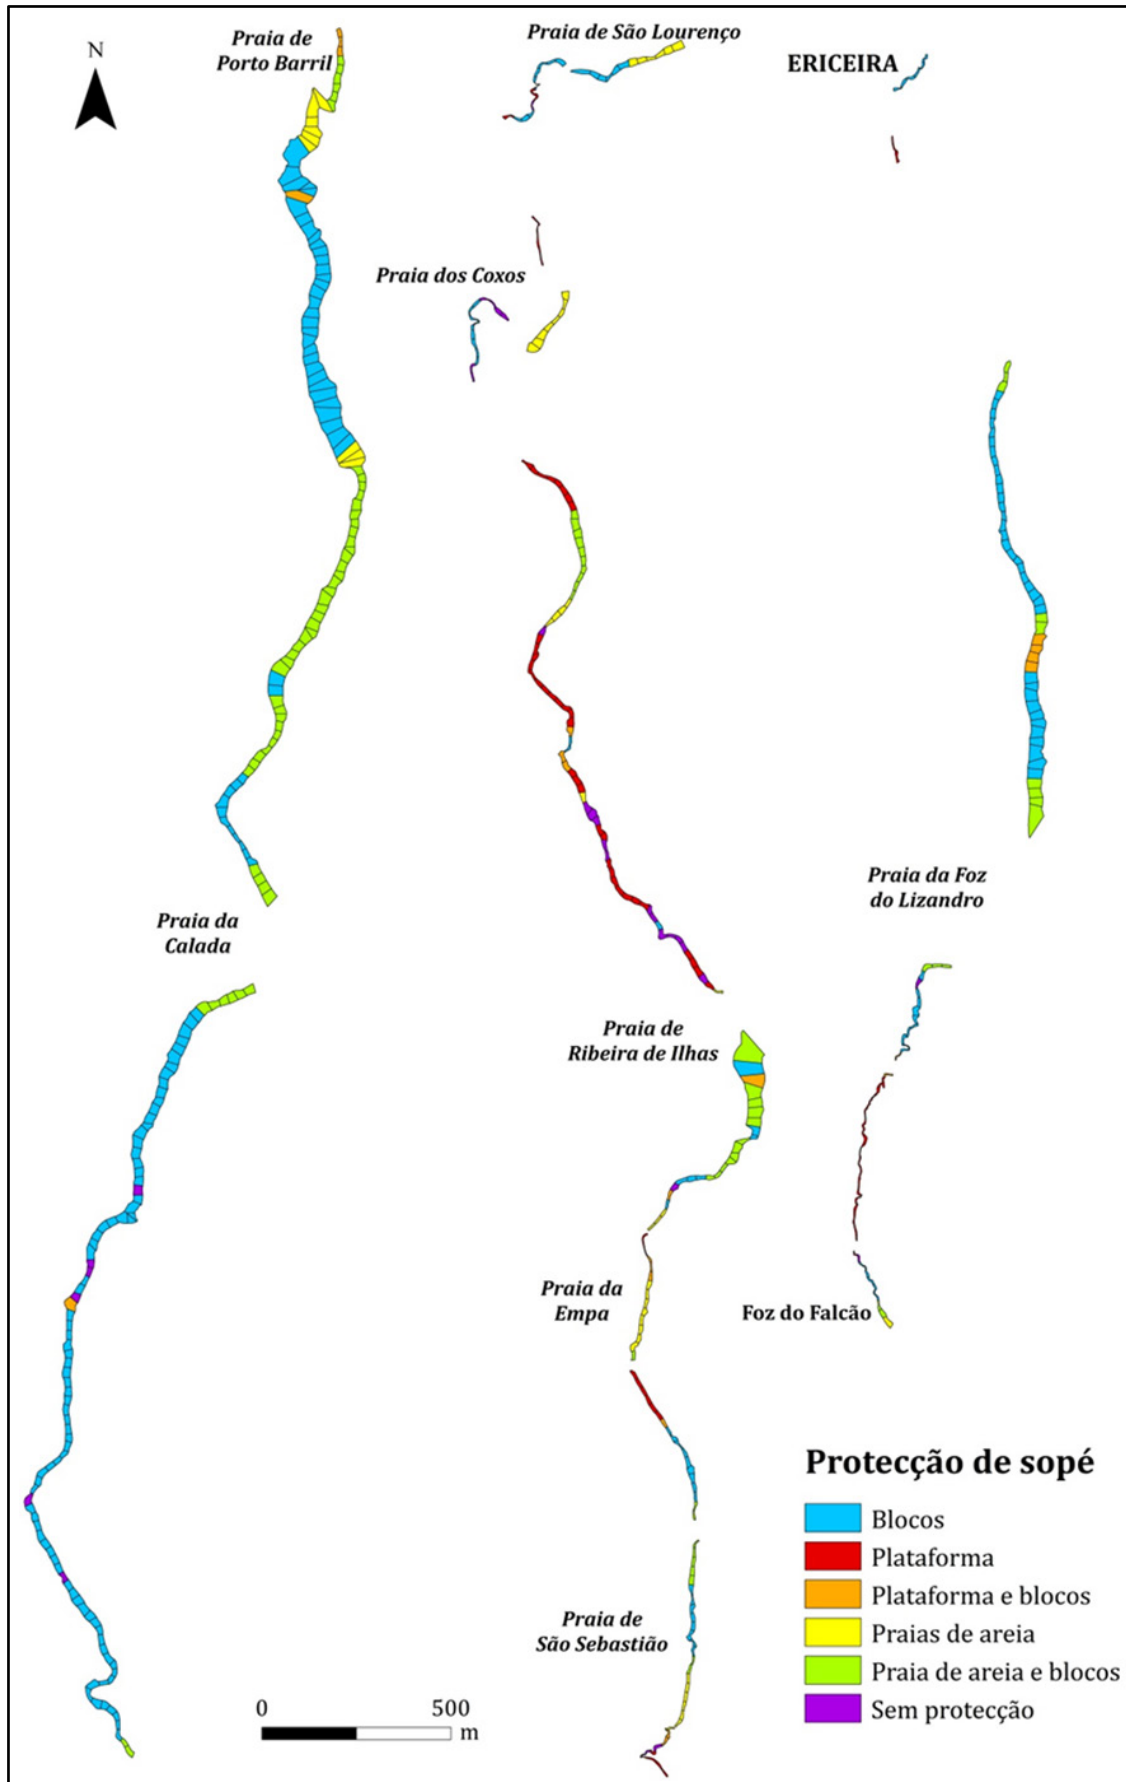 Praia de
Porto Barril
Praia de São Lourenço
ERICEIRA
N
Praia dos Coxos
Praia da Foz
do Lizandro
Praia da
Calada
Praia de
Ribeira de Ilhas
Praia da
Empa
Foz do Falcão
Protecção de sopé
Blocos
Plataforma
Plataforma e blocos
Praias de areia
Praia de areia e blocos
Sem protecção
Praia de
São Sebastião
0 500
m